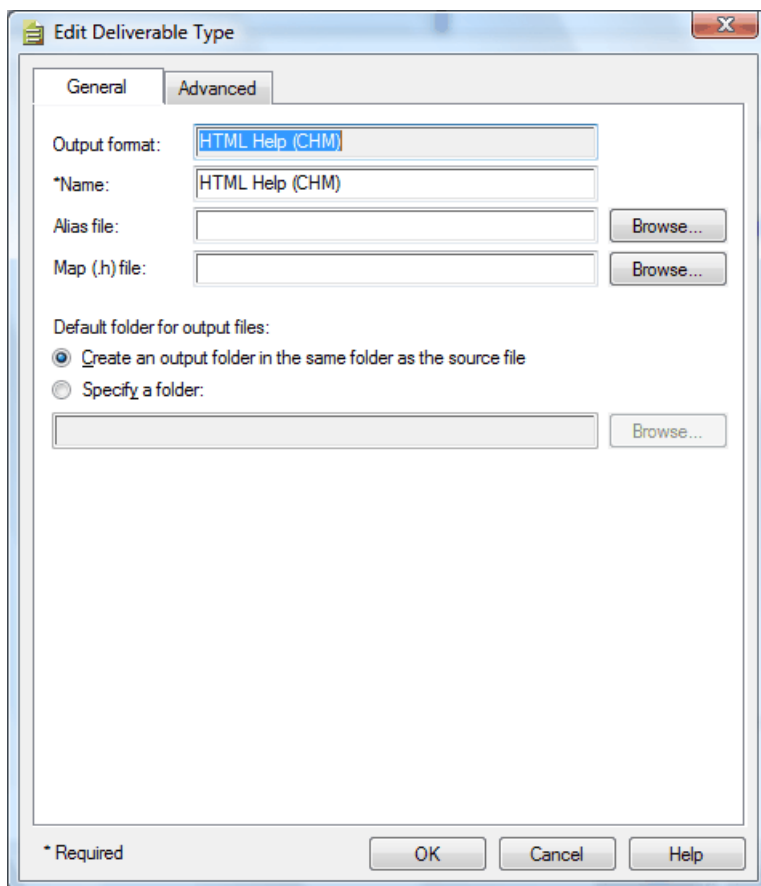 Edit Deliverable Type
General Advanced
Output format: HTML Help (CHM)
*Name: HTML Help (CHM)
Alias file: Browse...
Map (.h) file: Browse...
Default folder for output files:
Create an output folder in the same folder as the source file
Specify a folder:
Browse...
* Required OK Cancel Help